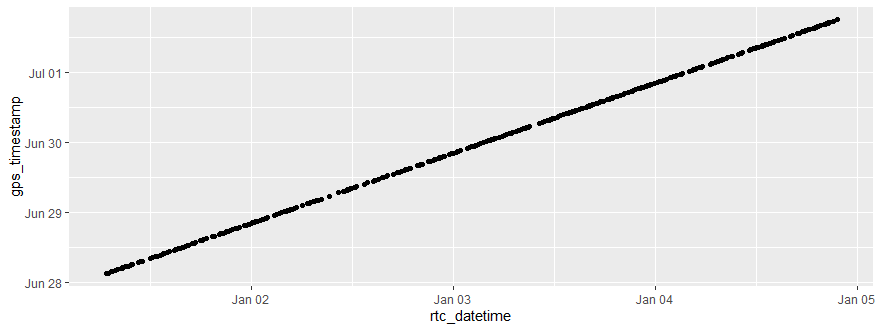 gps_timestamp
Jul 01
Jun 30
Jun 29
Jun 28
Jan 02
Jan 03
Jan 04
Jan 05
rtc_datetime